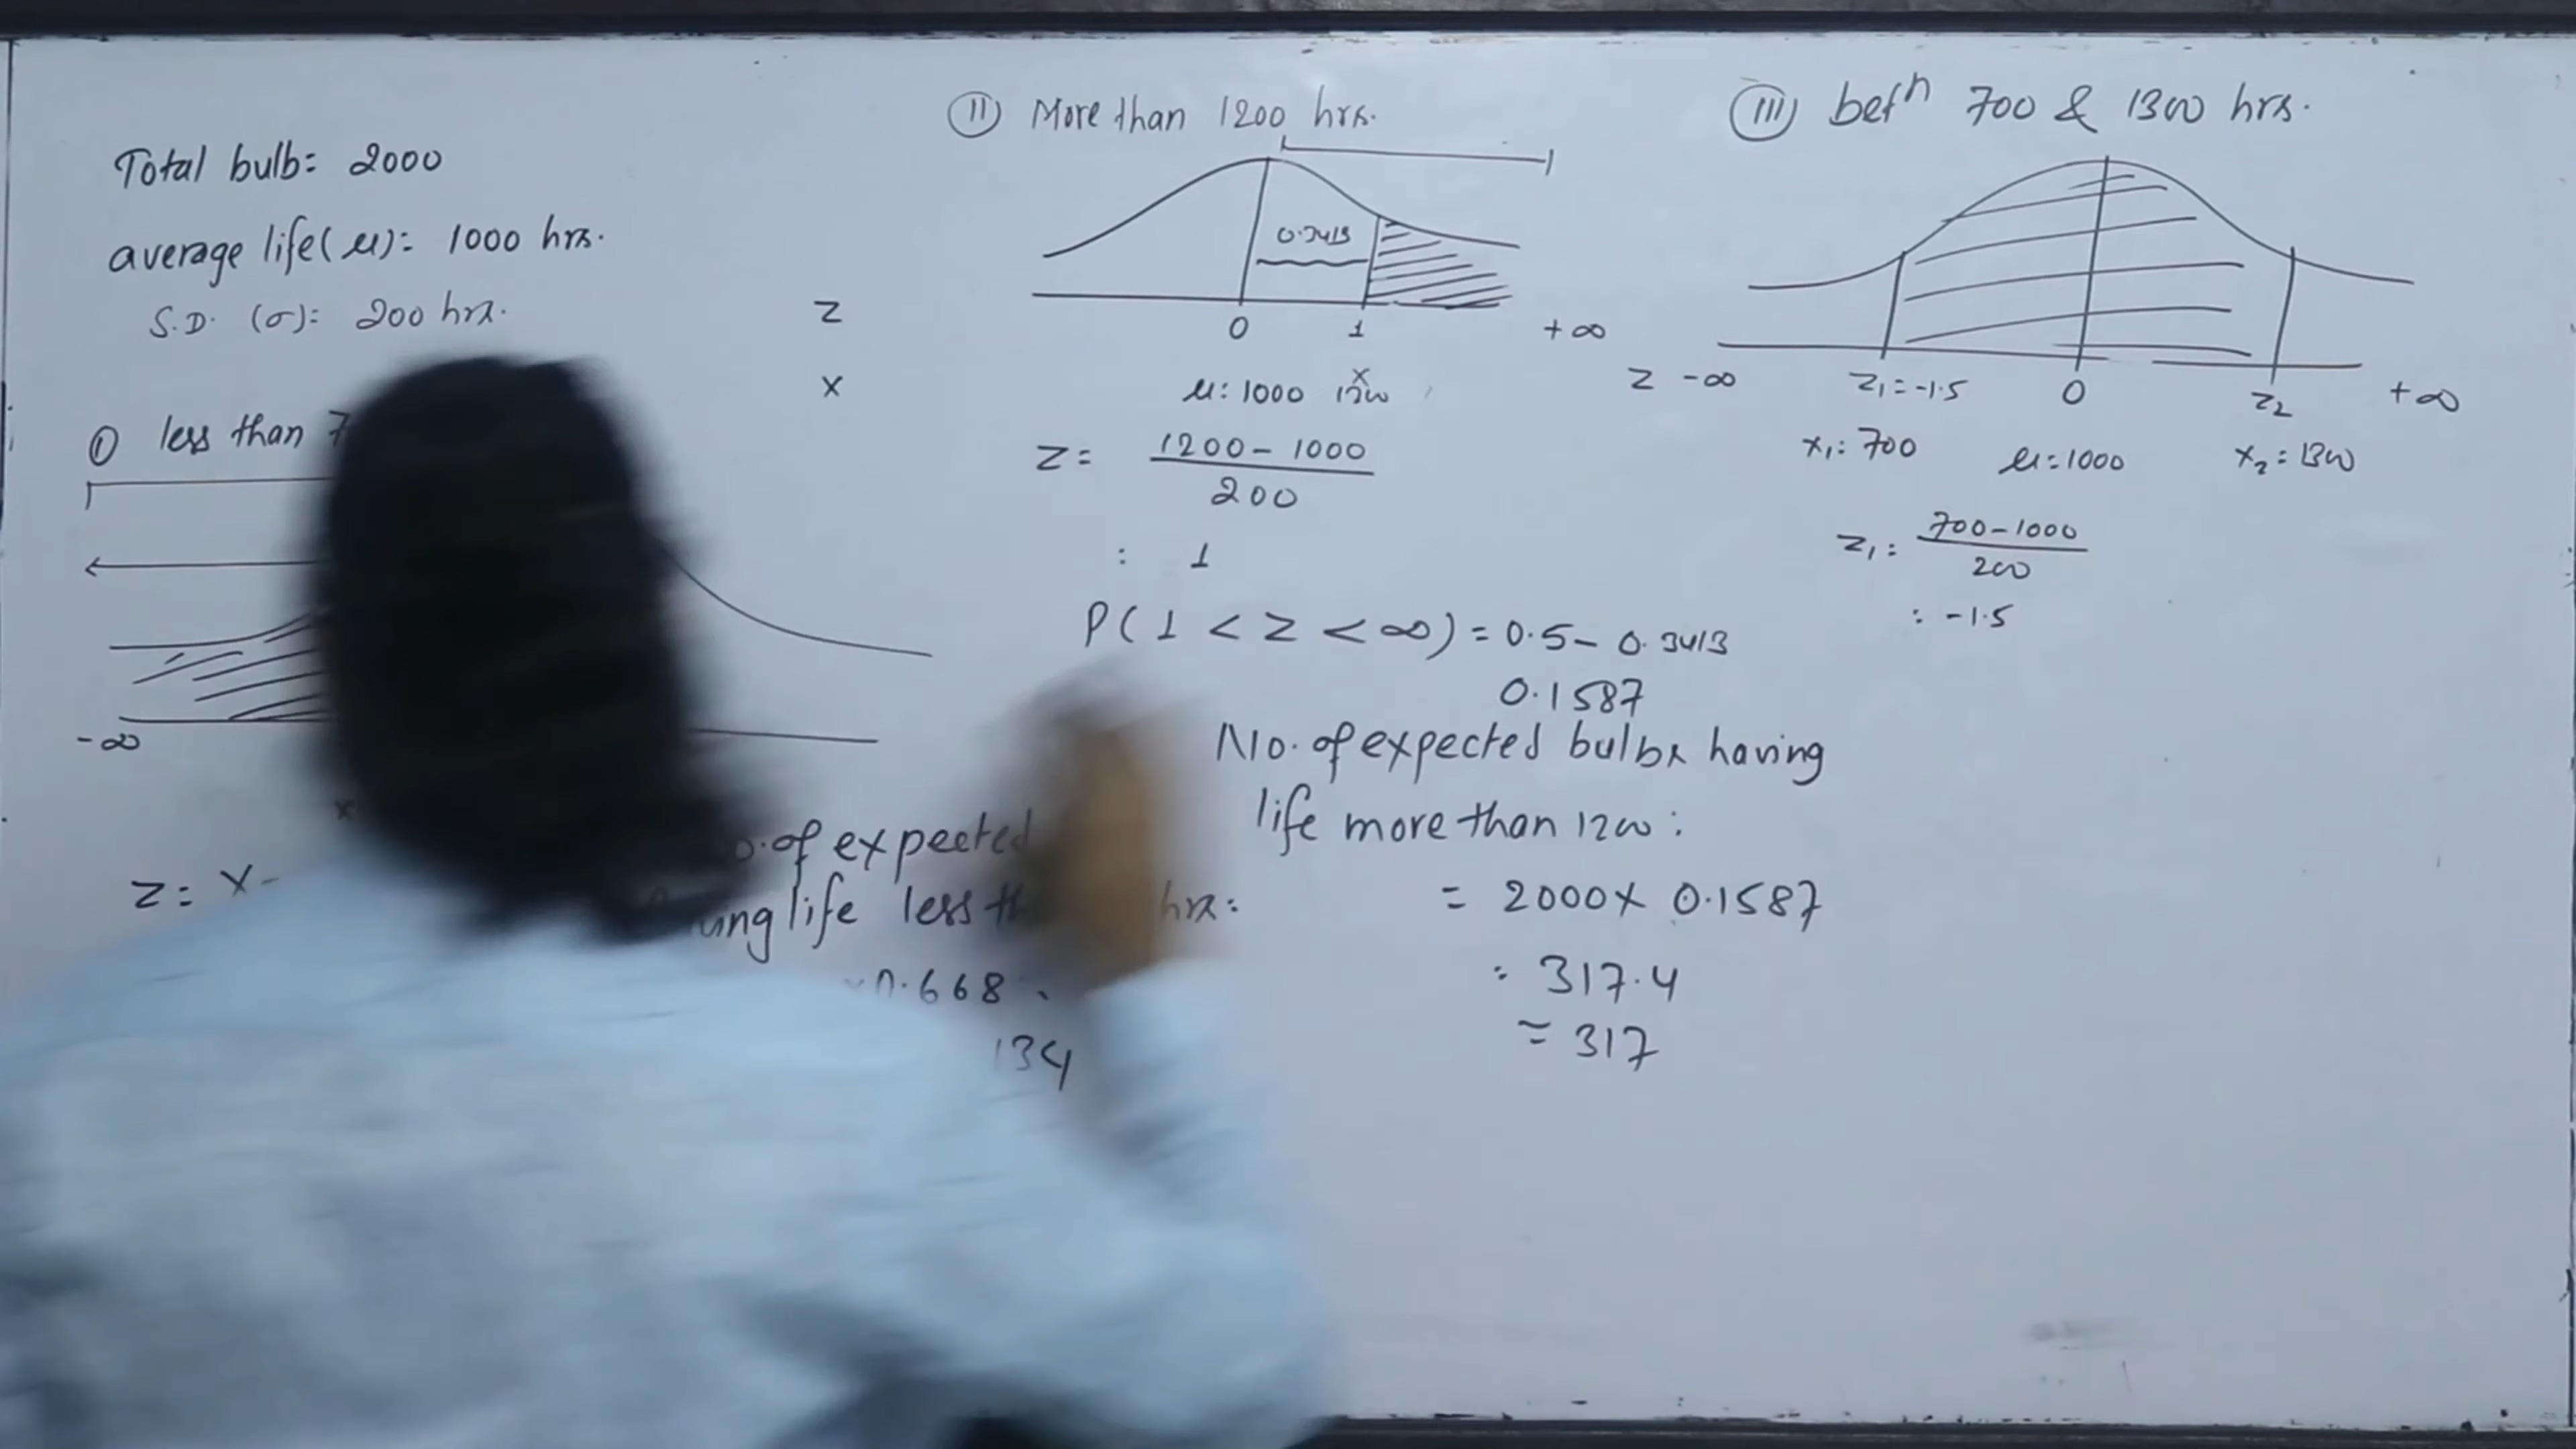 Total bulb: 2000
average life(μ): 1000 hrs.
S.D. (σ): 200 hrs.
① less than 7
-∞
x
Z: X-
of expected
life less
hrs:
0.668
134
Z
X
⑪ More than 1200 hrs.
0.3413
0 1 +∞
μ: 1000 1200
x
Z= 1200-1000
200
: 1
P(1 < Z < ∞) = 0.5 - 0.3413
0.1587
No. of expected bulbs having
life more than 1200:
= 2000 x 0.1587
: 317.4
≈ 317
⑪⑪ betn 700 & 1300 hrs.
Z -∞ Z1=-1.5 0 Z2 +∞
x1: 700 μ:1000 x2:1300
Z1: 700-1000
200
: -1.5